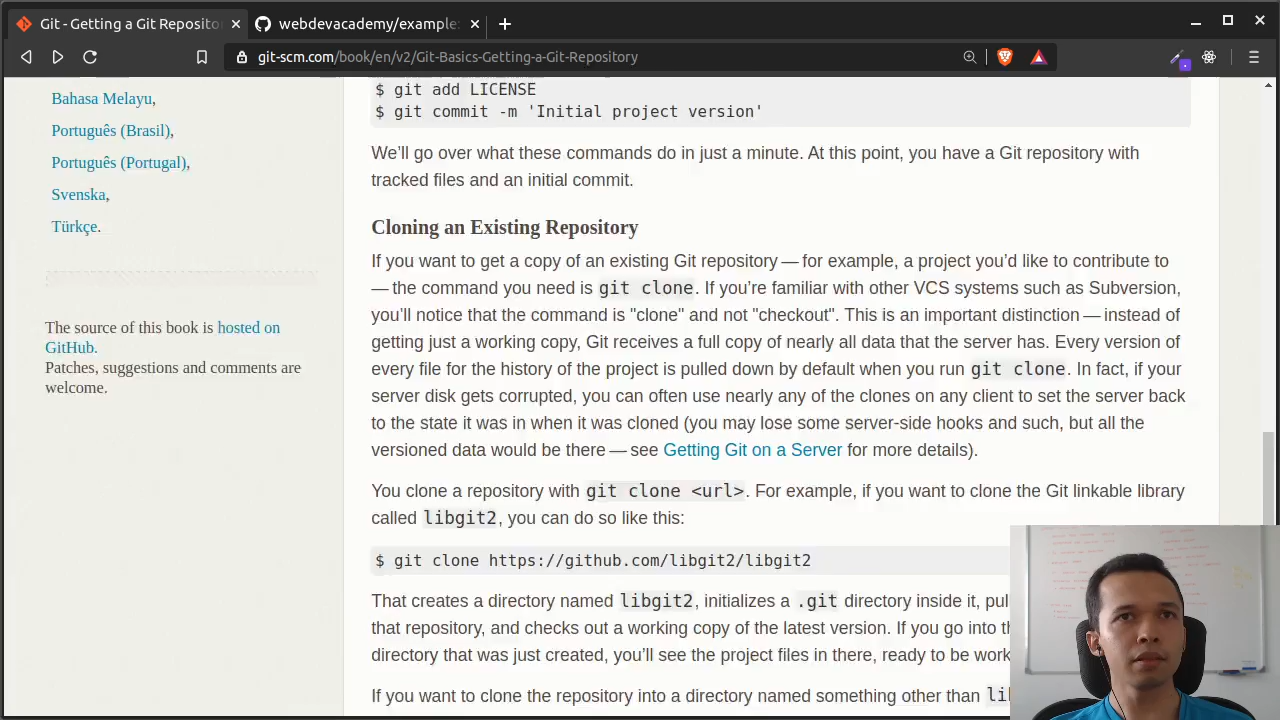 Git - Getting a Git Reposito
webdevacademy/example
git-scm.com/book/en/v2/Git-Basics-Getting-a-Git-Repository
Bahasa Melayu,
Português (Brasil),
Português (Portugal),
Svenska,
Türkçe.
The source of this book is hosted on
GitHub.
Patches, suggestions and comments are
welcome.
$ git add LICENSE
$ git commit -m 'Initial project version'
We’ll go over what these commands do in just a minute. At this point, you have a Git repository with
tracked files and an initial commit.
Cloning an Existing Repository
If you want to get a copy of an existing Git repository — for example, a project you’d like to contribute to
— the command you need is git clone. If you’re familiar with other VCS systems such as Subversion,
you’ll notice that the command is "clone" and not "checkout". This is an important distinction — instead of
getting just a working copy, Git receives a full copy of nearly all data that the server has. Every version of
every file for the history of the project is pulled down by default when you run git clone. In fact, if your
server disk gets corrupted, you can often use nearly any of the clones on any client to set the server back
to the state it was in when it was cloned (you may lose some server-side hooks and such, but all the
versioned data would be there — see Getting Git on a Server for more details).
You clone a repository with git clone <url>. For example, if you want to clone the Git linkable library
called libgit2, you can do so like this:
$ git clone https://github.com/libgit2/libgit2
That creates a directory named libgit2, initializes a .git directory inside it, pul
that repository, and checks out a working copy of the latest version. If you go into th
directory that was just created, you’ll see the project files in there, ready to be work
If you want to clone the repository into a directory named something other than li